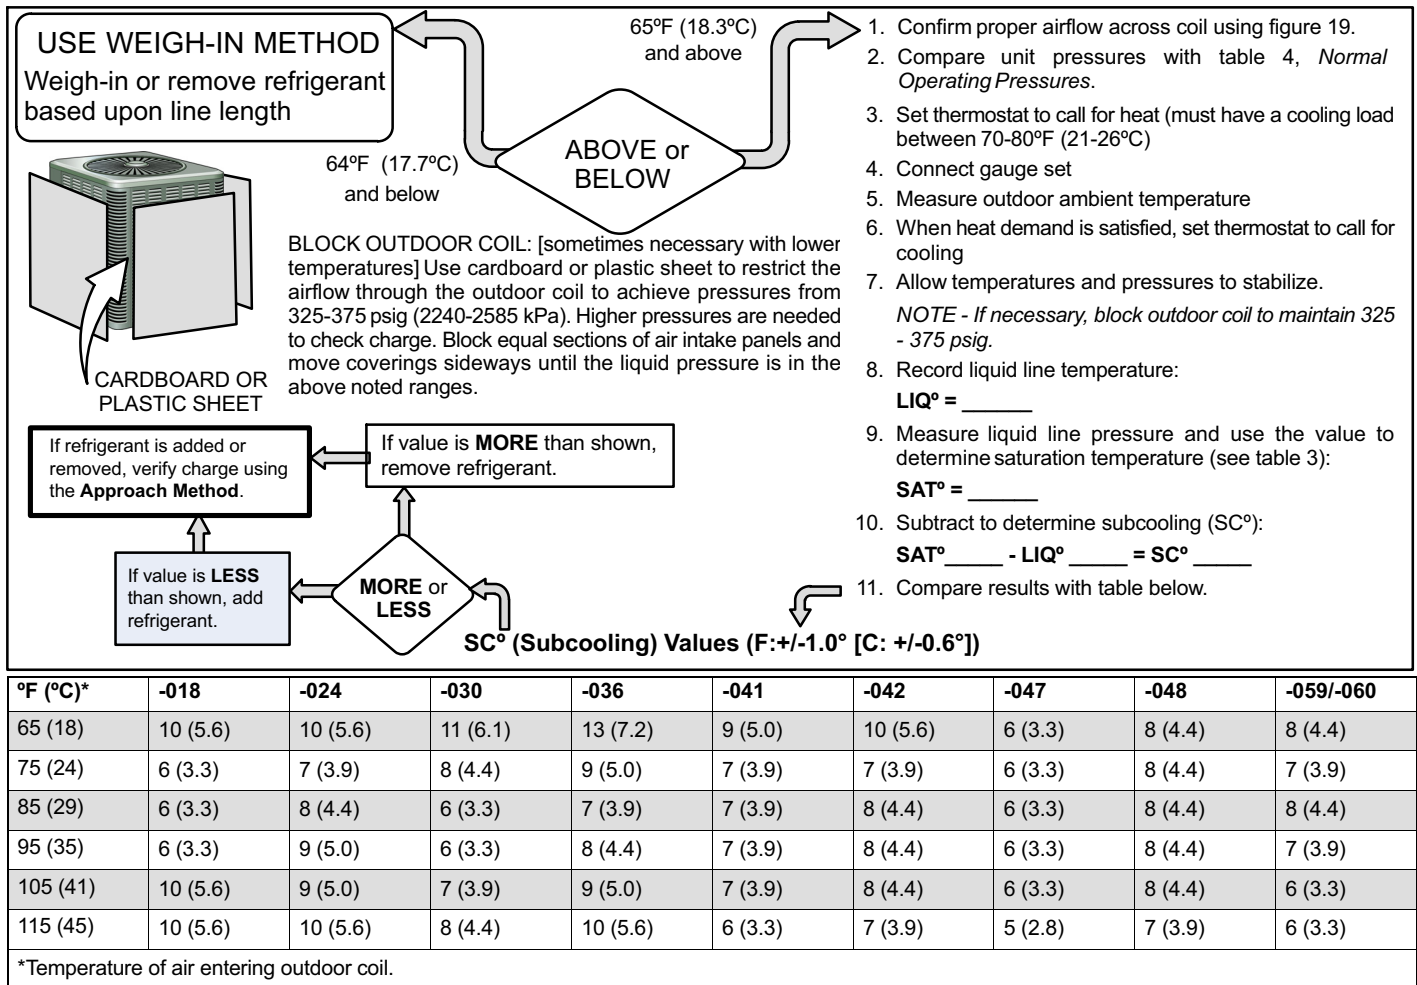 USE WEIGH-IN METHOD
Weigh-in or remove refrigerant
based upon line length
64ºF (17.7ºC)
and below
65ºF (18.3ºC)
and above
ABOVE or
BELOW
CARDBOARD OR
PLASTIC SHEET
BLOCK OUTDOOR COIL: [sometimes necessary with lower
temperatures] Use cardboard or plastic sheet to restrict the
airflow through the outdoor coil to achieve pressures from
325-375 psig (2240-2585 kPa). Higher pressures are needed
to check charge. Block equal sections of air intake panels and
move coverings sideways until the liquid pressure is in the
above noted ranges.
1. Confirm proper airflow across coil using figure 19.
2. Compare unit pressures with table 4, Normal
Operating Pressures.
3. Set thermostat to call for heat (must have a cooling load
between 70-80ºF (21-26ºC)
4. Connect gauge set
5. Measure outdoor ambient temperature
6. When heat demand is satisfied, set thermostat to call for
cooling
7. Allow temperatures and pressures to stabilize.
NOTE - If necessary, block outdoor coil to maintain 325
- 375 psig.
8. Record liquid line temperature:
LIQº = ______
9. Measure liquid line pressure and use the value to
determine saturation temperature (see table 3):
SATº = ______
10. Subtract to determine subcooling (SCº):
SATº_____ - LIQº _____ = SCº _____
11. Compare results with table below.
If refrigerant is added or
removed, verify charge using
the Approach Method.
If value is MORE than shown,
remove refrigerant.
If value is LESS
than shown, add
refrigerant.
MORE or
LESS
SCº (Subcooling) Values (F:+/-1.0° [C: +/-0.6°])
ºF (ºC)* -018 -024 -030 -036 -041 -042 -047 -048 -059/-060
65 (18) 10 (5.6) 10 (5.6) 11 (6.1) 13 (7.2) 9 (5.0) 10 (5.6) 6 (3.3) 8 (4.4) 8 (4.4)
75 (24) 6 (3.3) 7 (3.9) 8 (4.4) 9 (5.0) 7 (3.9) 7 (3.9) 6 (3.3) 8 (4.4) 7 (3.9)
85 (29) 6 (3.3) 8 (4.4) 6 (3.3) 7 (3.9) 7 (3.9) 8 (4.4) 6 (3.3) 8 (4.4) 8 (4.4)
95 (35) 6 (3.3) 9 (5.0) 6 (3.3) 8 (4.4) 7 (3.9) 8 (4.4) 6 (3.3) 8 (4.4) 7 (3.9)
105 (41) 10 (5.6) 9 (5.0) 7 (3.9) 9 (5.0) 7 (3.9) 8 (4.4) 6 (3.3) 8 (4.4) 6 (3.3)
115 (45) 10 (5.6) 10 (5.6) 8 (4.4) 10 (5.6) 6 (3.3) 7 (3.9) 5 (2.8) 7 (3.9) 6 (3.3)
*Temperature of air entering outdoor coil.